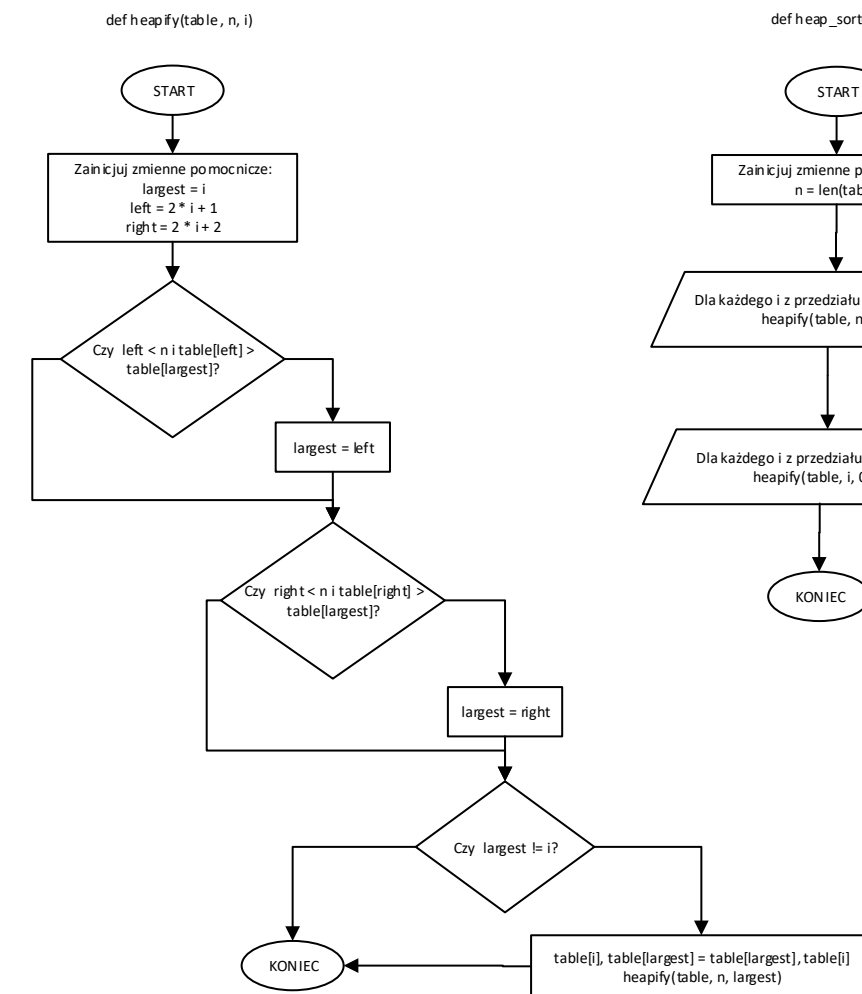 def heapify(table, n, i)
START
Zainicjuj zmienne pomocnicze:
largest = i
left = 2 * i + 1
right = 2 * i + 2
Czy left < n i table[left] >
table[largest]?
largest = left
Czy right < n i table[right] >
table[largest]?
largest = right
Czy largest != i?
KONIEC
table[i], table[largest] = table[largest], table[i]
heapify(table, n, largest)
def heap_sort
START
Zainicjuj zmienne
n = len(
Dla każdego i z przedziału
heapify(table, n
Dla każdego i z przedziału
heapify(table, i, 0
KONIEC